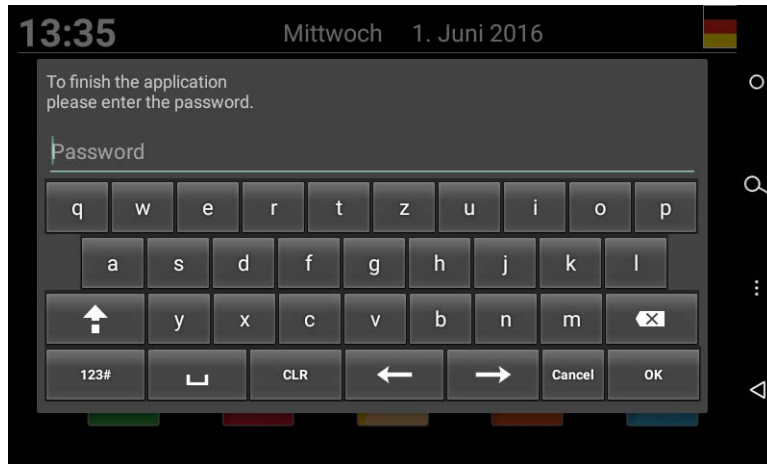 13:35 Mittwoch 1. Juni 2016
To finish the application
please enter the password.
Password
q w e r t z u i o p
a s d f g h j k l
y x c v b n m
123# CLR Cancel OK